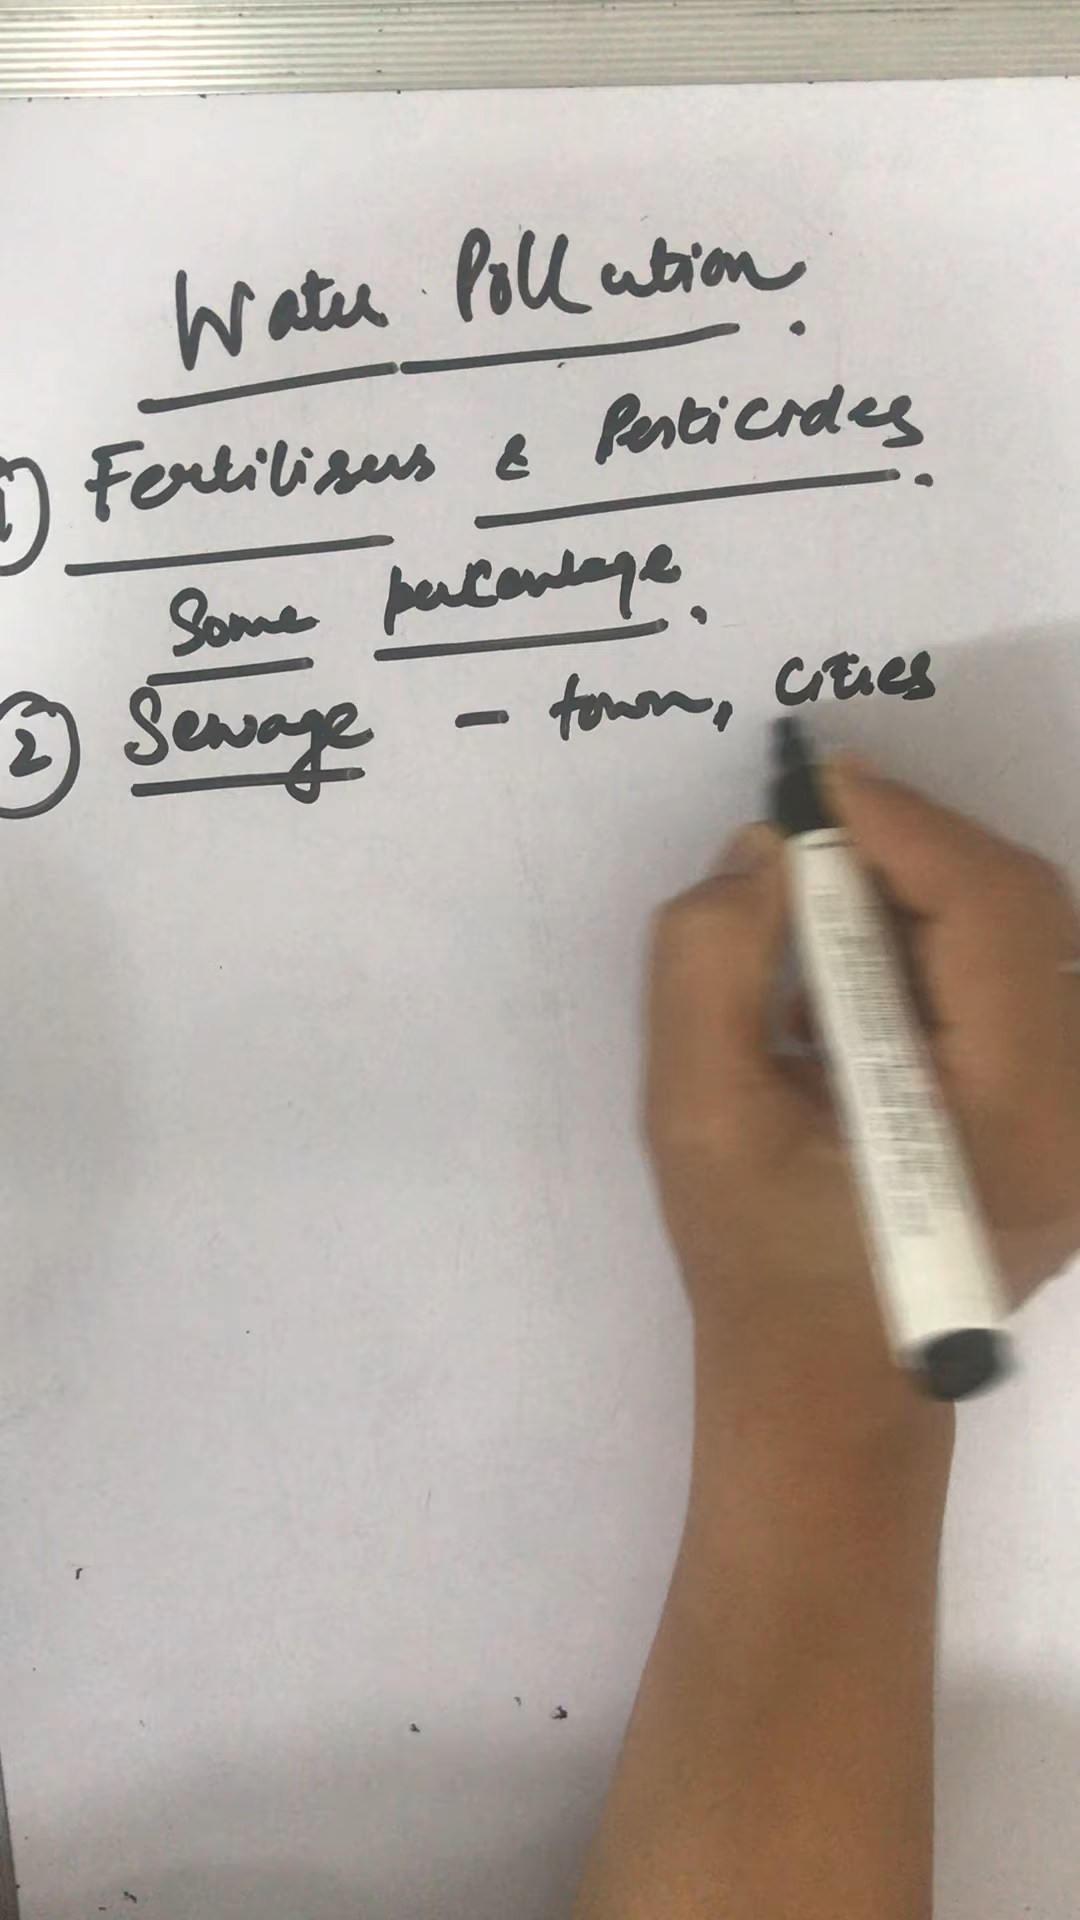 Water Pollution.
① Fertilisers & Pesticides.
Some percentage.
② Sewage - town, cities